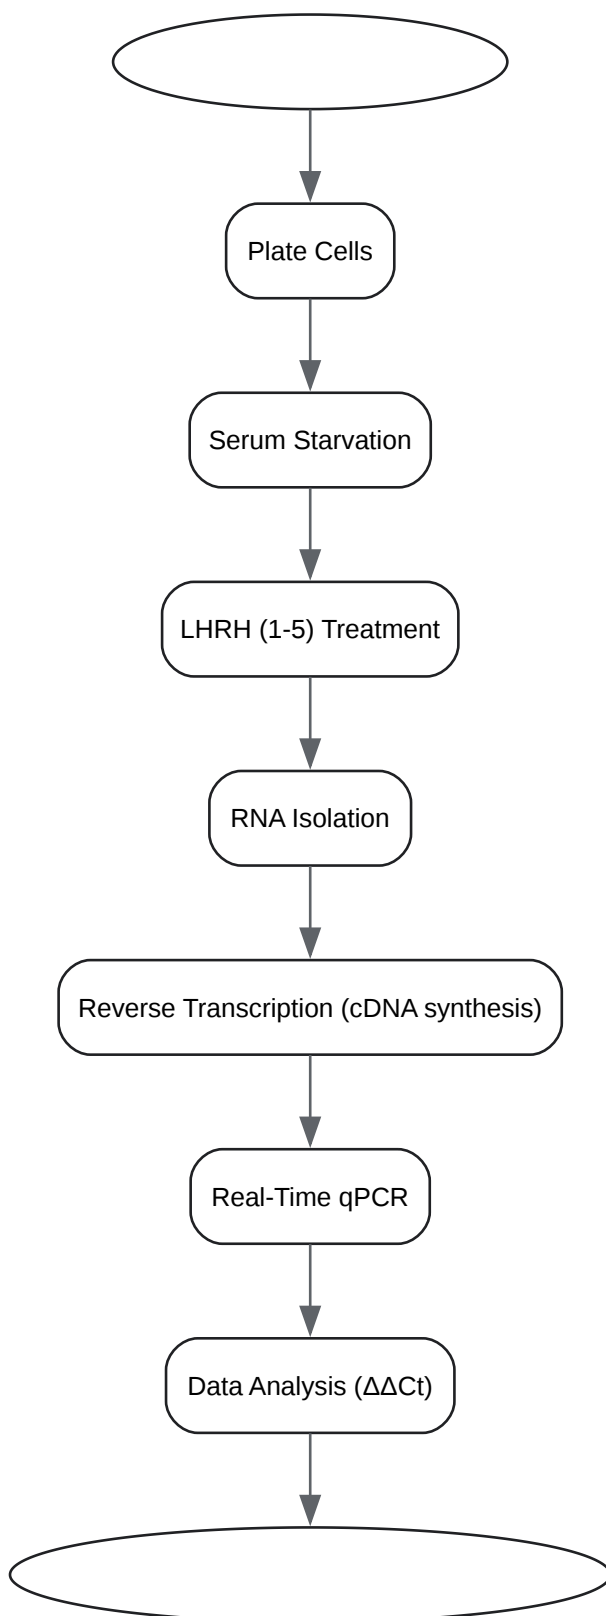 Plate Cells
Serum Starvation
LHRH (1-5) Treatment
RNA Isolation
Reverse Transcription (cDNA synthesis)
Real-Time qPCR
Data Analysis (ΔΔCt)